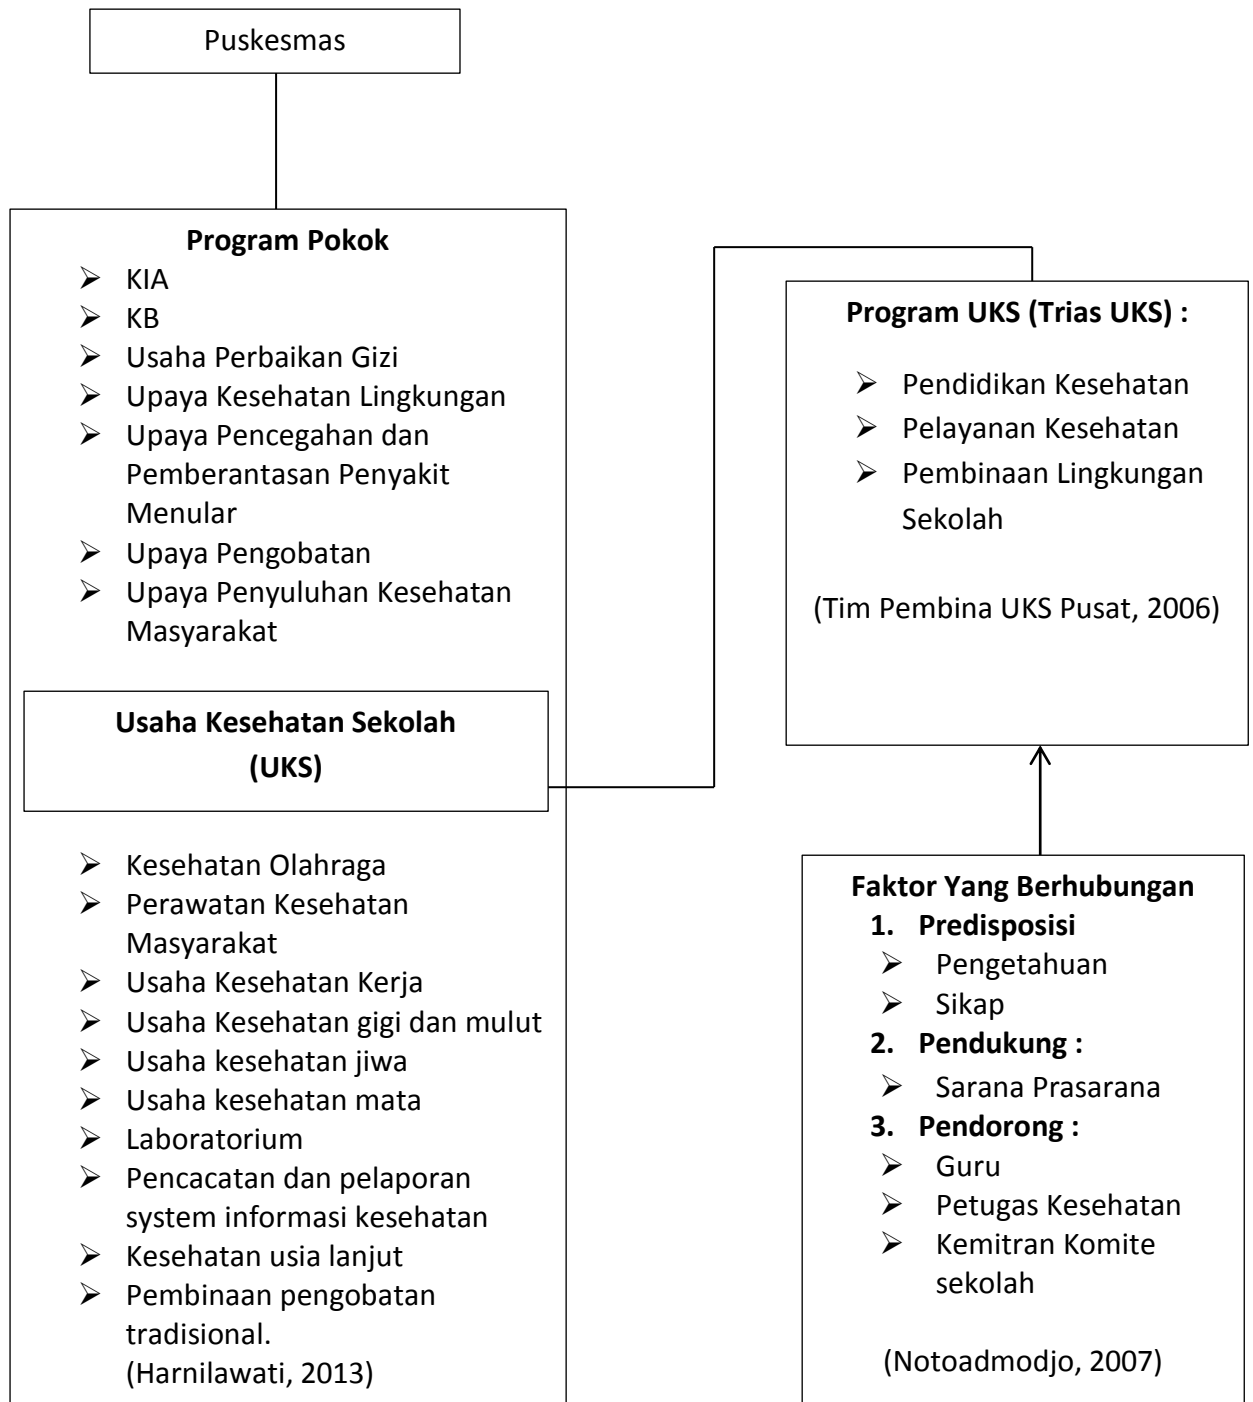 Puskesmas
Program Pokok
➢ KIA
➢ KB
➢ Usaha Perbaikan Gizi
➢ Upaya Kesehatan Lingkungan
➢ Upaya Pencegahan dan
Pemberantasan Penyakit
Menular
➢ Upaya Pengobatan
➢ Upaya Penyuluhan Kesehatan
Masyarakat
Usaha Kesehatan Sekolah
(UKS)
➢ Kesehatan Olahraga
➢ Perawatan Kesehatan
Masyarakat
➢ Usaha Kesehatan Kerja
➢ Usaha Kesehatan gigi dan mulut
➢ Usaha kesehatan jiwa
➢ Usaha kesehatan mata
➢ Laboratorium
➢ Pencacatan dan pelaporan
system informasi kesehatan
➢ Kesehatan usia lanjut
➢ Pembinaan pengobatan
tradisional.
(Harnilawati, 2013)
Program UKS (Trias UKS) :
➢ Pendidikan Kesehatan
➢ Pelayanan Kesehatan
➢ Pembinaan Lingkungan
Sekolah
(Tim Pembina UKS Pusat, 2006)
Faktor Yang Berhubungan
1. Predisposisi
➢ Pengetahuan
➢ Sikap
2. Pendukung :
➢ Sarana Prasarana
3. Pendorong :
➢ Guru
➢ Petugas Kesehatan
➢ Kemitran Komite
sekolah
(Notoadmodjo, 2007)